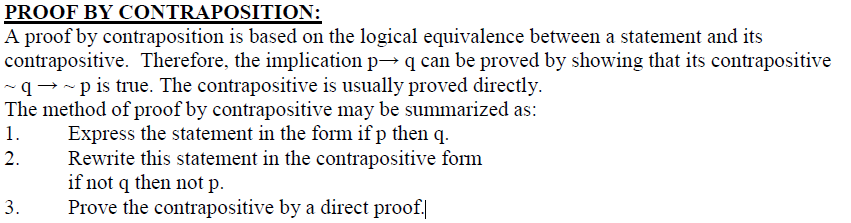 PROOF BY CONTRAPOSITION:
A proof by contraposition is based on the logical equivalence between a statement and its
contrapositive. Therefore, the implication p→ q can be proved by showing that its contrapositive
~ q → ~ p is true. The contrapositive is usually proved directly.
The method of proof by contrapositive may be summarized as:
1. Express the statement in the form if p then q.
2. Rewrite this statement in the contrapositive form
if not q then not p.
3. Prove the contrapositive by a direct proof.